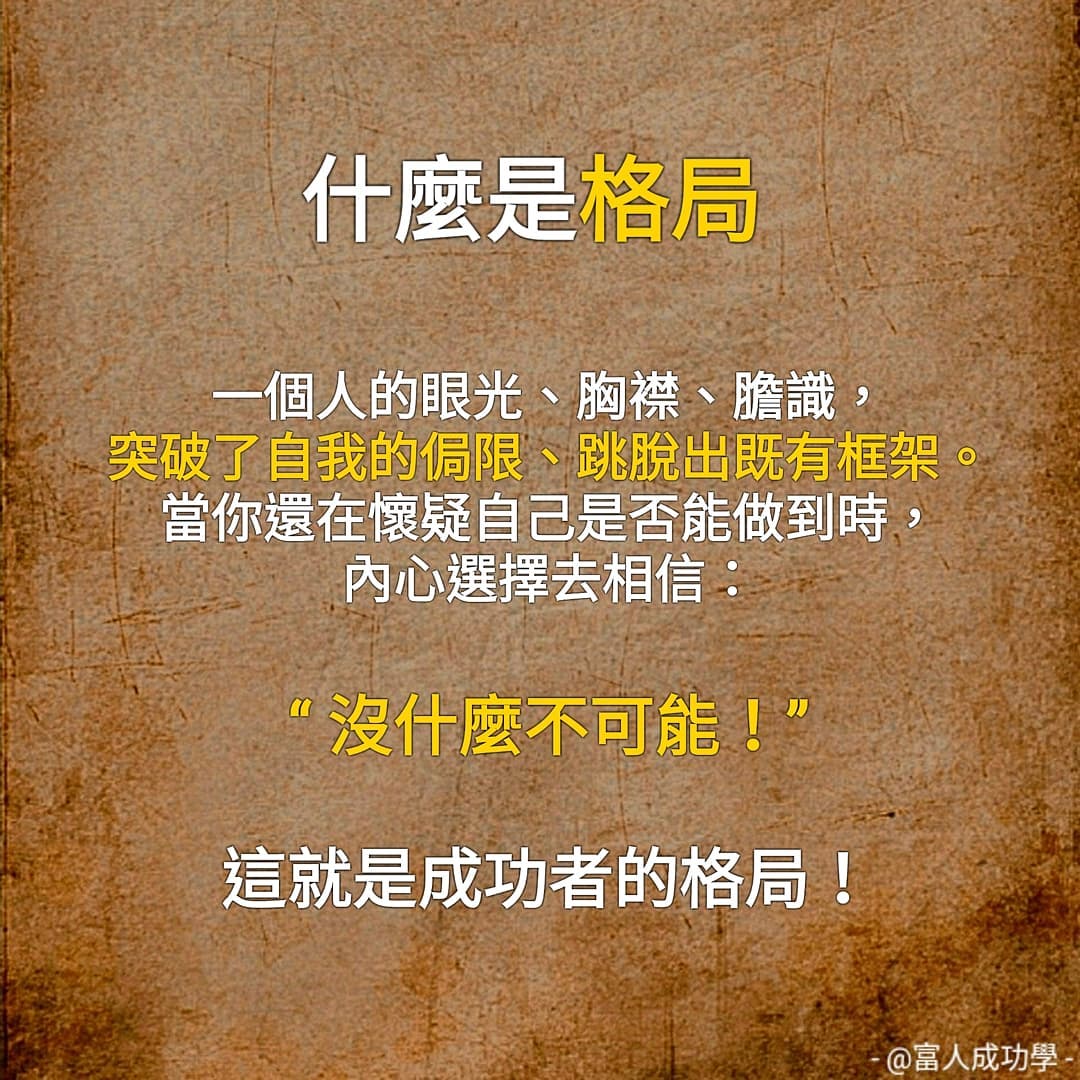 什麼是格局
一個人的眼光、胸襟、膽識，
突破了自我的侷限、跳脫出既有框架。
當你還在懷疑自己是否能做到時，
內心選擇去相信：
“ 沒什麼不可能！”
這就是成功者的格局！
- @富人成功學 -